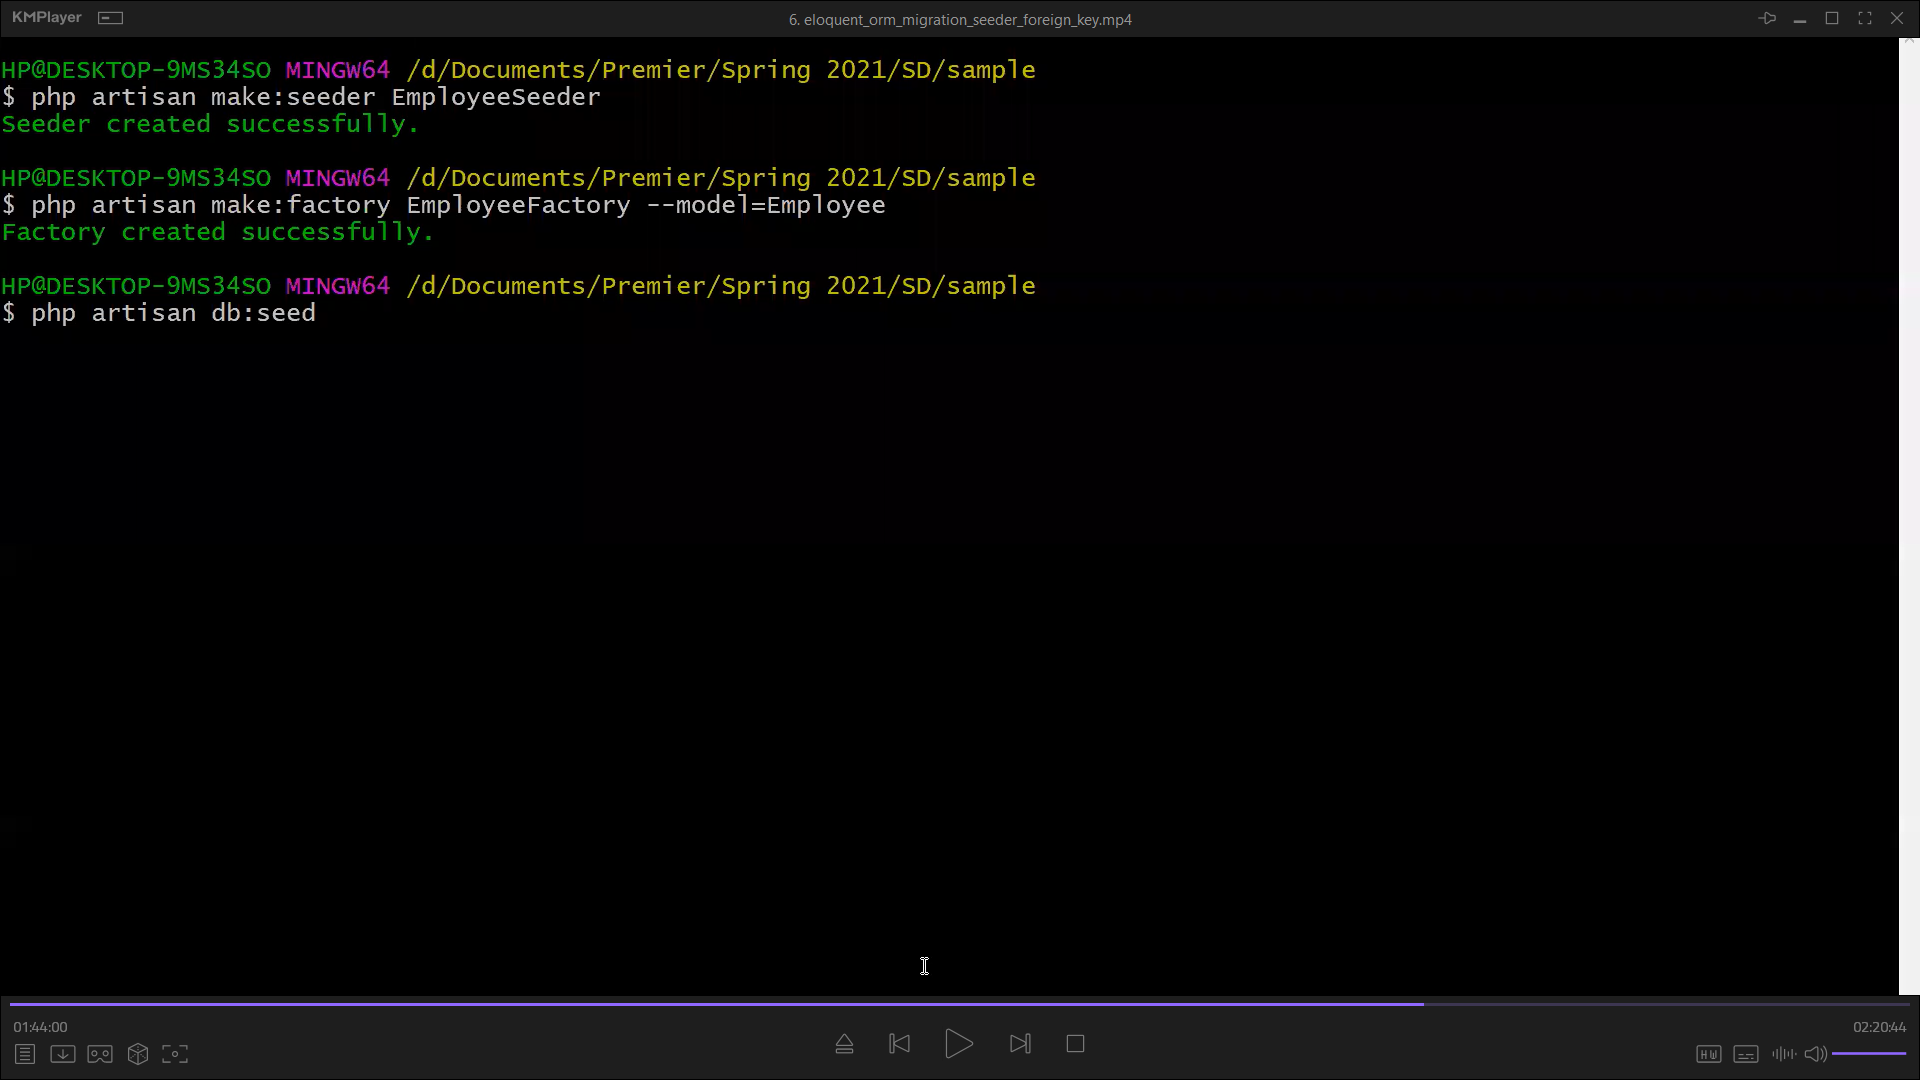 KMPlayer
6. eloquent_orm_migration_seeder_foreign_key.mp4
HP@DESKTOP-9MS34SO MINGW64 /d/Documents/Premier/Spring 2021/SD/sample
$ php artisan make:seeder EmployeeSeeder
Seeder created successfully.
HP@DESKTOP-9MS34SO MINGW64 /d/Documents/Premier/Spring 2021/SD/sample
$ php artisan make:factory EmployeeFactory --model=Employee
Factory created successfully.
HP@DESKTOP-9MS34SO MINGW64 /d/Documents/Premier/Spring 2021/SD/sample
$ php artisan db:seed
01:44:00
02:20:44
HW